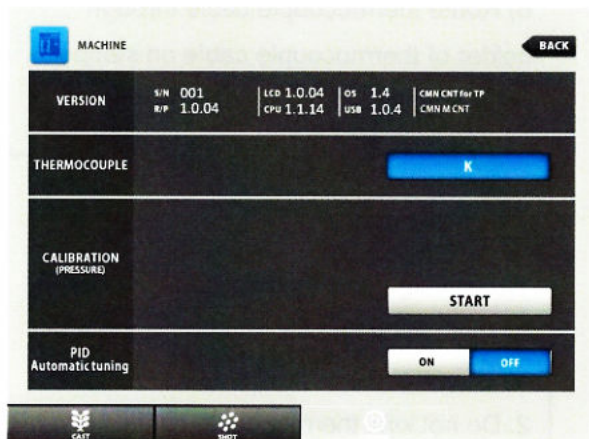 MACHINE
BACK
VERSION
S/N 001
R/P 1.0.04
LCD 1.0.04
CPU 1.1.14
OS 1.4
USB 1.0.4
CMN CNT for TP
CMN M CNT
THERMOCOUPLE
K
CALIBRATION
(PRESSURE)
START
PID
Automatic tuning
ON
OFF
CAST
SHOT